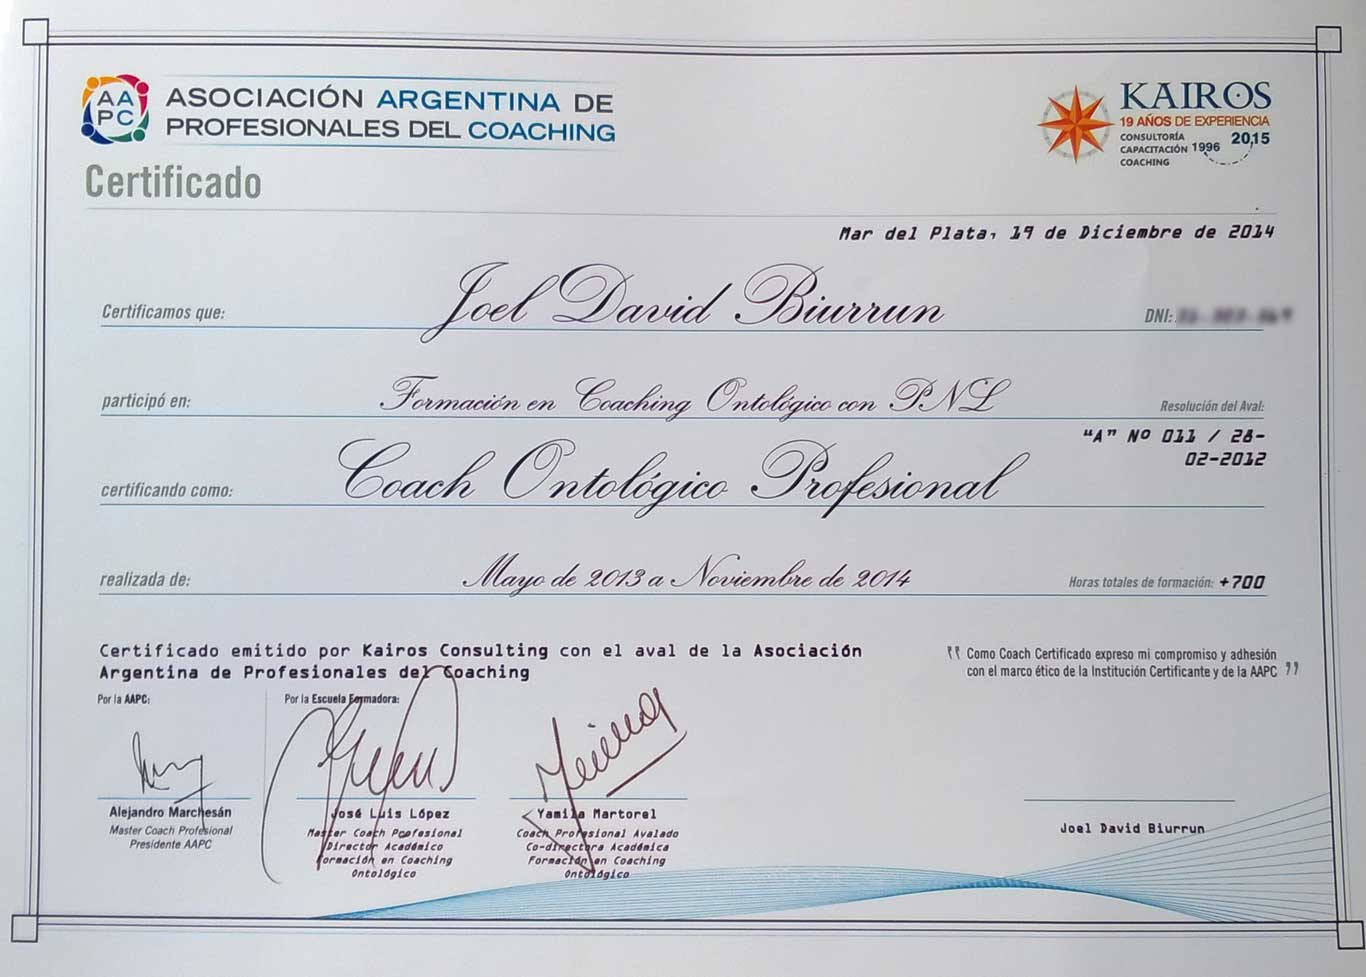 AA
PC
ASOCIACIÓN ARGENTINA DE
PROFESIONALES DEL COACHING
KAIROS
19 AÑOS DE EXPERIENCIA
CONSULTORÍA
CAPACITACIÓN 1996 2015
COACHING
Certificado
Mar del Plata, 19 de Diciembre de 2014
Certificamos que: Joel David Biurrun DNI:
participó en: Formación en Coaching Ontológico con PNL Resolución del Aval:
"A" Nº 011 / 28-
02-2012
certificando como: Coach Ontológico Profesional
realizada de: Mayo de 2013 a Noviembre de 2014 Horas totales de formación: +700
Certificado emitido por Kairos Consulting con el aval de la Asociación
Argentina de Profesionales del Coaching
" Como Coach Certificado expreso mi compromiso y adhesión
con el marco ético de la Institución Certificante y de la AAPC "
Por la AAPC:
Alejandro Marchesán
Master Coach Profesional
Presidente AAPC
Por la Escuela Formadora:
José Luis López
Master Coach Profesional
Director Académico
Formación en Coaching
Ontológico
Yamila Martorel
Coach Profesional Avalado
Co-directora Académica
Formación en Coaching
Ontológico
Joel David Biurrun